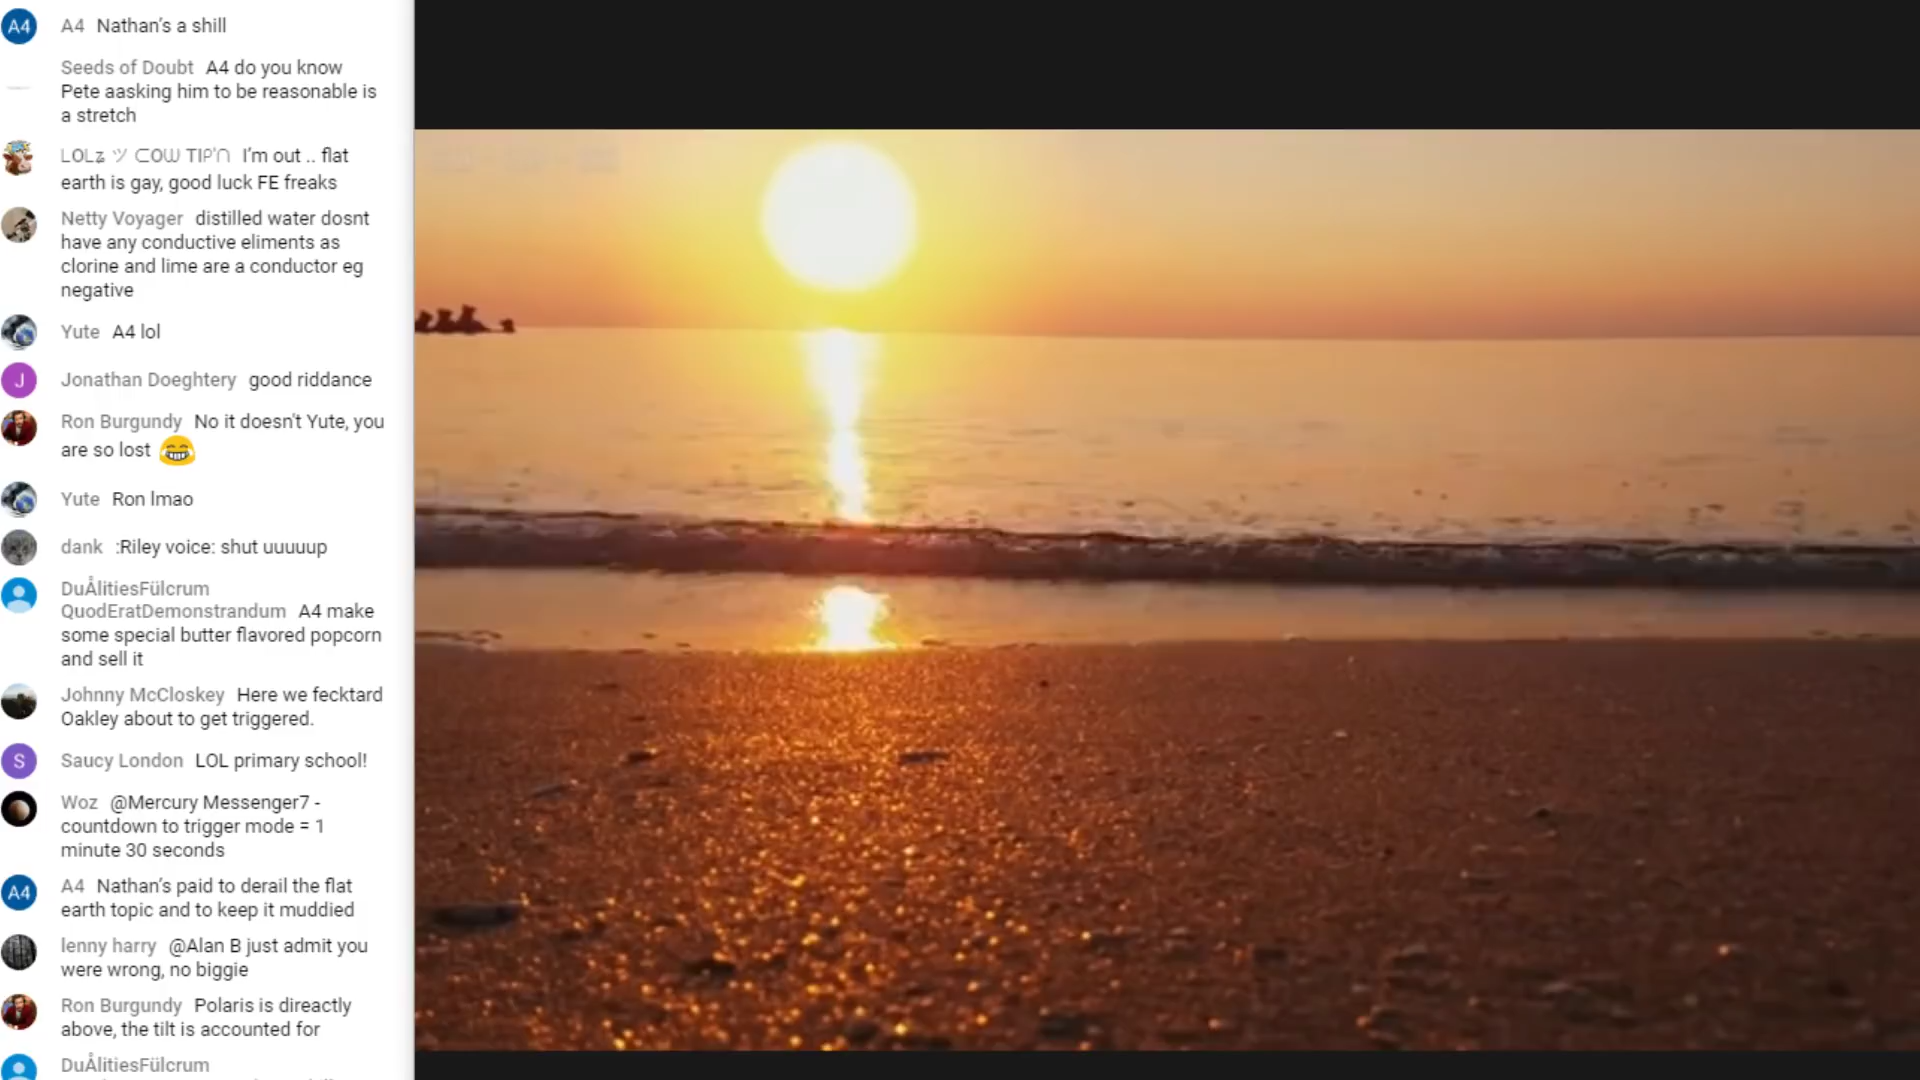 A4 A4 Nathan's a shill
Seeds of Doubt A4 do you know
Pete aasking him to be reasonable is
a stretch
LOLʑ ツ ᑕOᗯ TIᑭ'ᑎ I'm out .. flat
earth is gay, good luck FE freaks
Netty Voyager distilled water dosnt
have any conductive eliments as
clorine and lime are a conductor eg
negative
Yute A4 lol
J Jonathan Doeghtery good riddance
Ron Burgundy No it doesn't Yute, you
are so lost 😂
Yute Ron lmao
dank :Riley voice: shut uuuuup
DuÅlitiesFülcrum
QuodEratDemonstrandum A4 make
some special butter flavored popcorn
and sell it
Johnny McCloskey Here we fecktard
Oakley about to get triggered.
S Saucy London LOL primary school!
Woz @Mercury Messenger7 -
countdown to trigger mode = 1
minute 30 seconds
A4 A4 Nathan's paid to derail the flat
earth topic and to keep it muddied
lenny harry @Alan B just admit you
were wrong, no biggie
Ron Burgundy Polaris is direactly
above, the tilt is accounted for
DuÅlitiesFülcrum